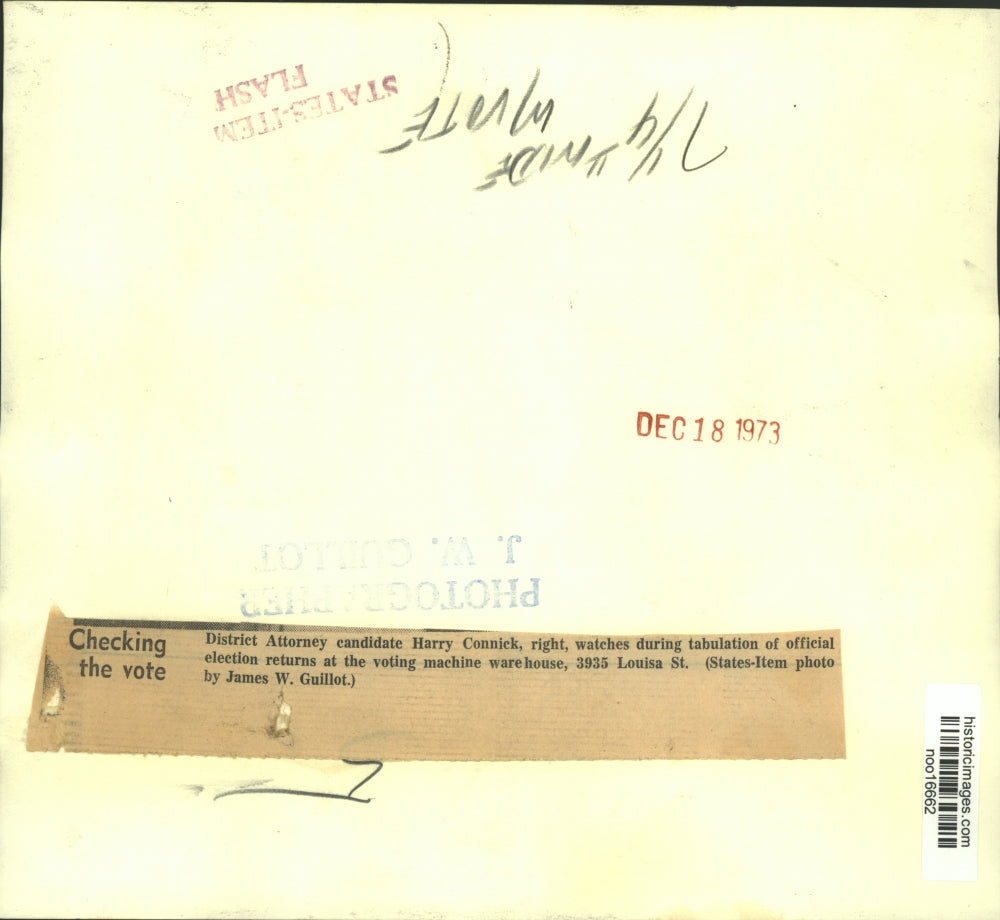 STATES-ITEM
FLASH
DEC 18 1973
PHOTOGRAPHER
J. W. GUILLOT
Checking
the vote
District Attorney candidate Harry Connick, right, watches during tabulation of official
election returns at the voting machine warehouse, 3935 Louisa St. (States-Item photo
by James W. Guillot.)
historicimages.com
noo16662